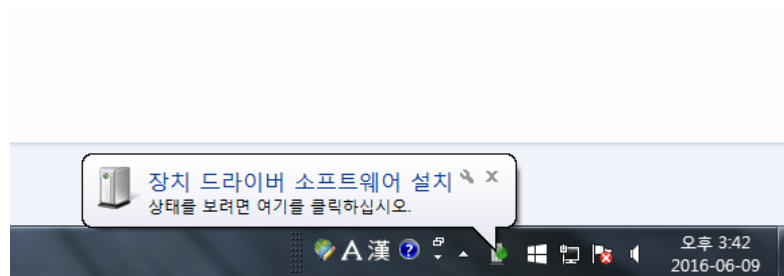 장치 드라이버 소프트웨어 설치
상태를 보려면 여기를 클릭하십시오.
A 漢 ?
오후 3:42
2016-06-09